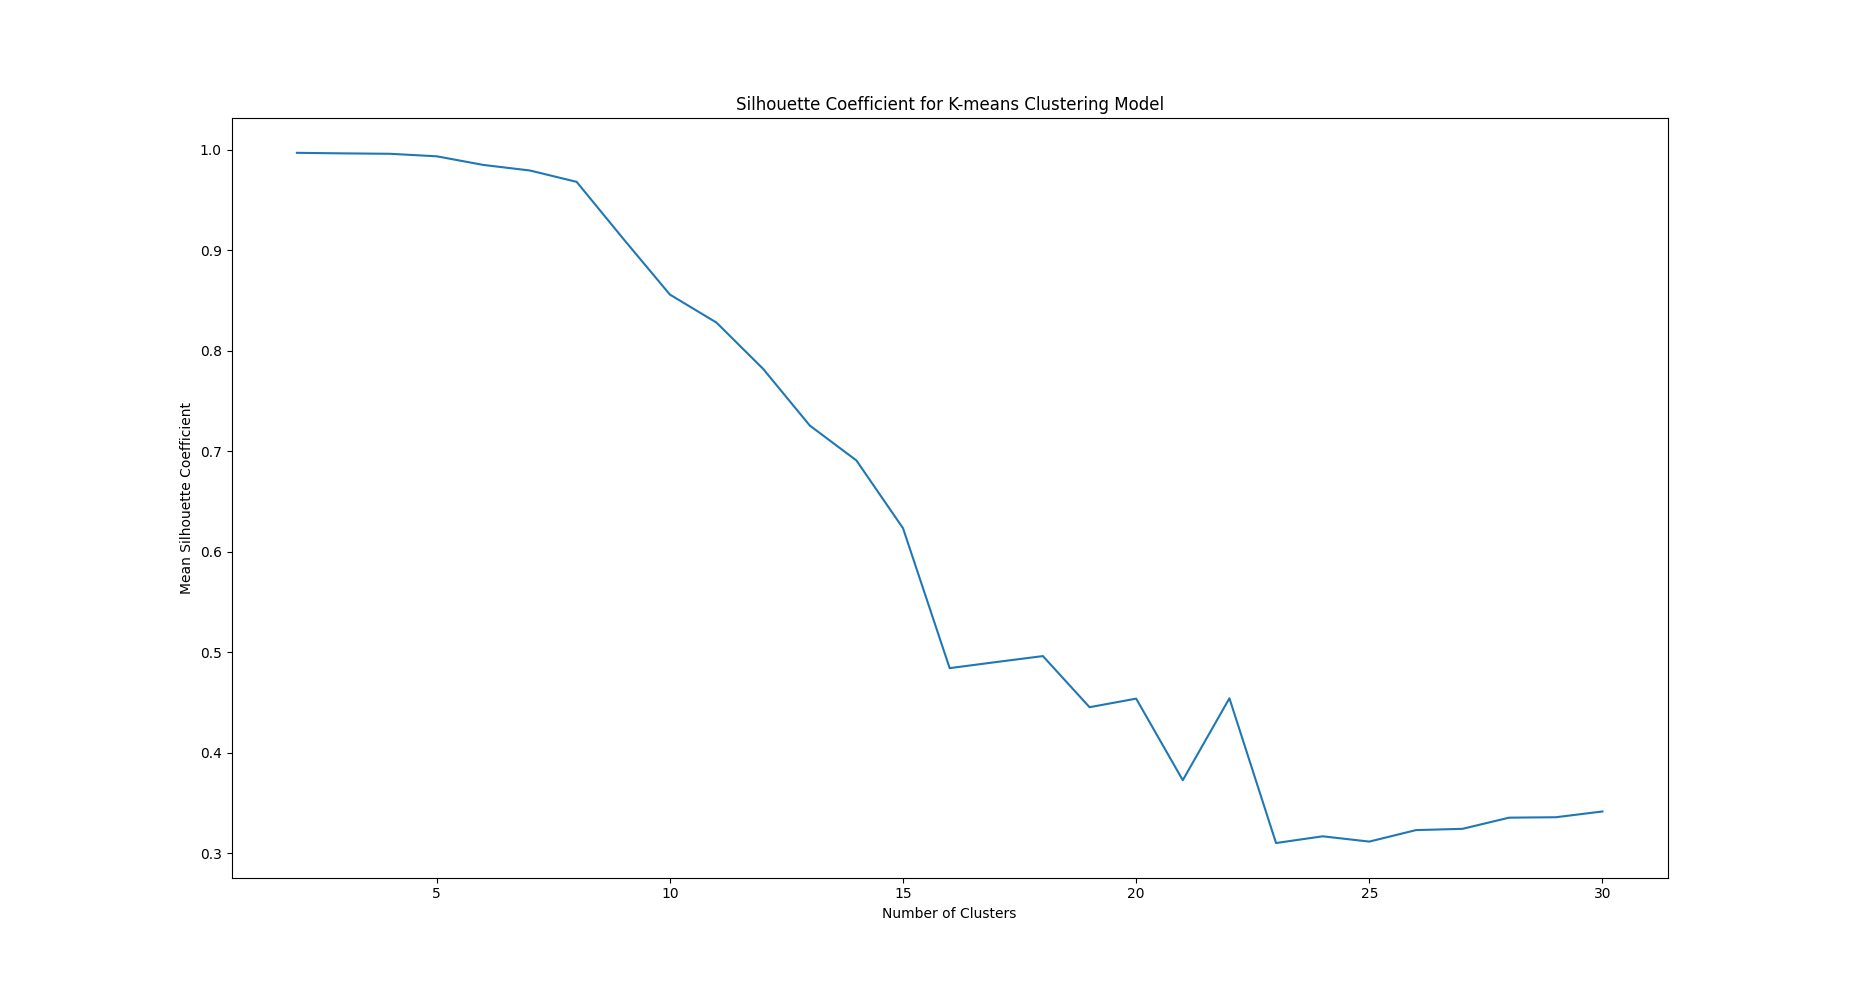 Silhouette Coefficient for K-means Clustering Model
Mean Silhouette Coefficient
1.0
0.9
0.8
0.7
0.6
0.5
0.4
0.3
5 10 15 20 25 30
Number of Clusters